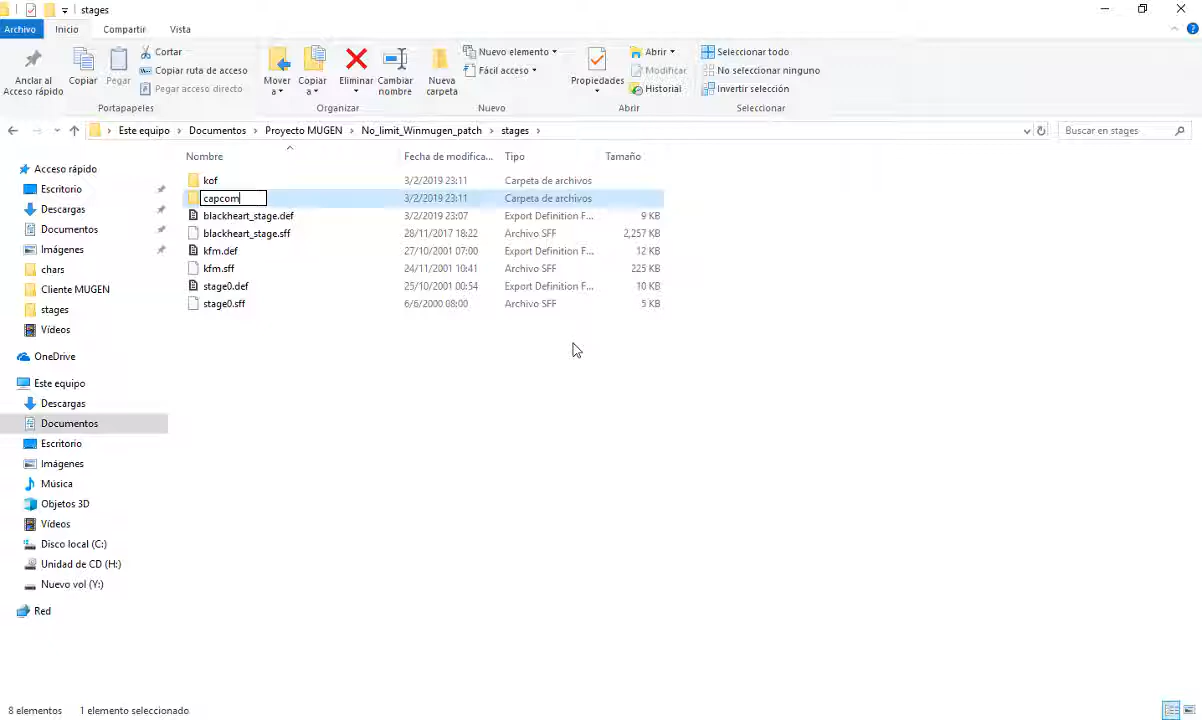 stages
Archivo Inicio Compartir Vista
Anclar al Acceso rápido
Copiar
Pegar
Cortar
Copiar ruta de acceso
Pegar acceso directo
Portapapeles
Mover a
Copiar a
Eliminar
Cambiar nombre
Organizar
Nueva carpeta
Nuevo elemento
Fácil acceso
Nuevo
Propiedades
Abrir
Modificar
Historial
Abrir
Seleccionar todo
No seleccionar ninguno
Invertir selección
Seleccionar
Este equipo Documentos Proyecto MUGEN No_limit_Winmugen_patch stages
Buscar en stages
Acceso rápido
Escritorio
Descargas
Documentos
Imágenes
chars
Cliente MUGEN
stages
Vídeos
OneDrive
Este equipo
Descargas
Documentos
Escritorio
Imágenes
Música
Objetos 3D
Vídeos
Disco local (C:)
Unidad de CD (H:)
Nuevo vol (Y:)
Red
Nombre Fecha de modifica... Tipo Tamaño
kof 3/2/2019 23:11 Carpeta de archivos
capcom 3/2/2019 23:11 Carpeta de archivos
blackheart_stage.def 3/2/2019 23:07 Export Definition F... 9 KB
blackheart_stage.sff 28/11/2017 18:22 Archivo SFF 2,257 KB
kfm.def 27/10/2001 07:00 Export Definition F... 12 KB
kfm.sff 24/11/2001 10:41 Archivo SFF 225 KB
stage0.def 25/10/2001 00:54 Export Definition F... 10 KB
stage0.sff 6/6/2000 08:00 Archivo SFF 5 KB
8 elementos 1 elemento seleccionado